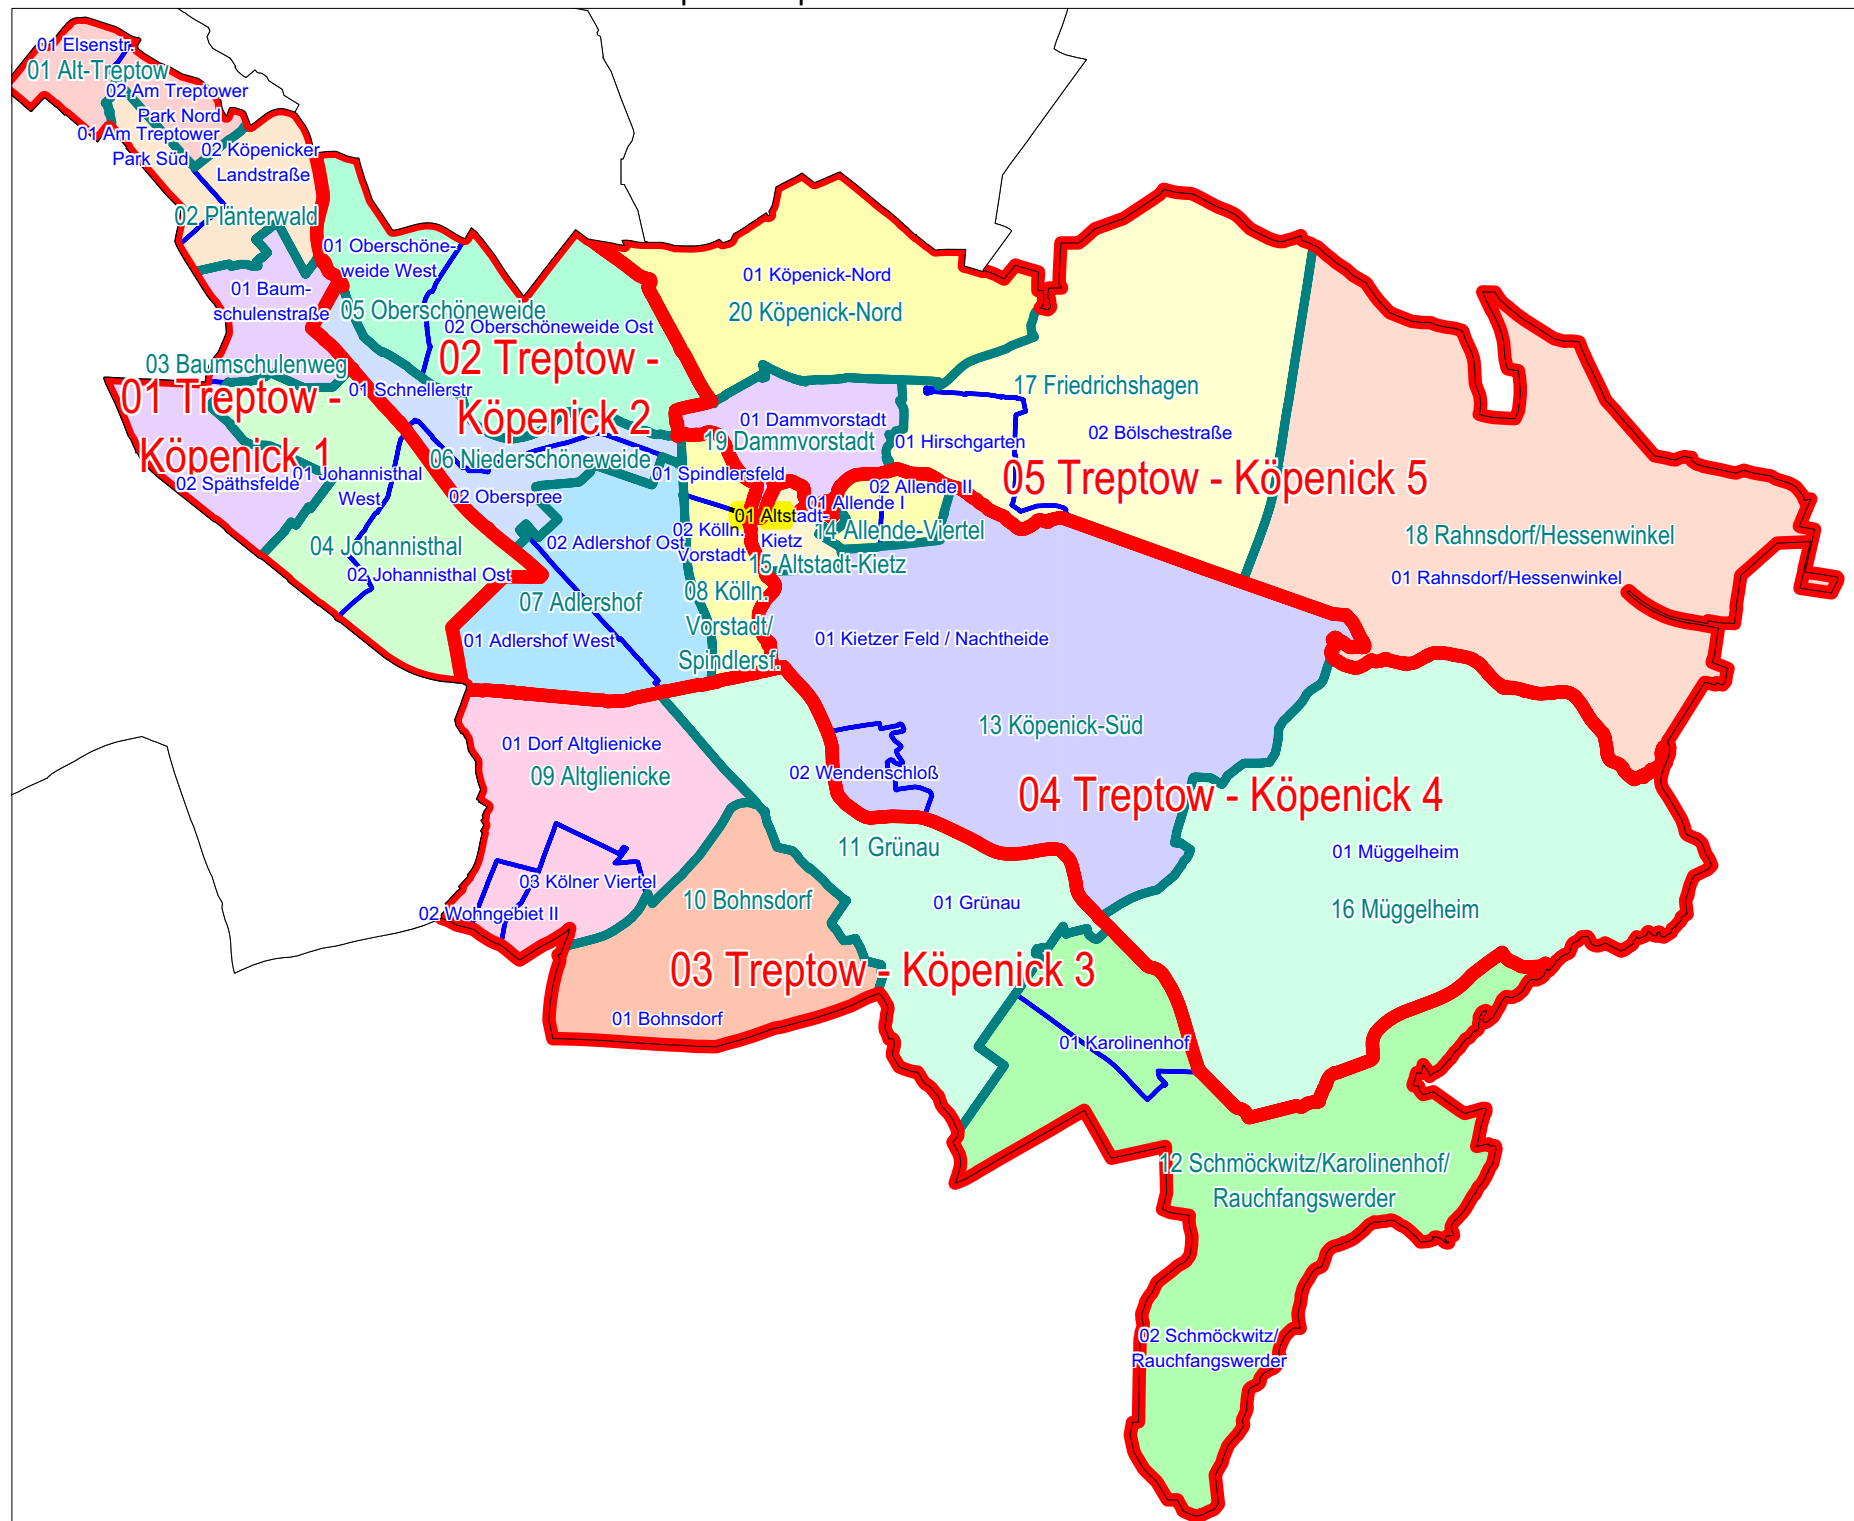 01 Elsenstr.
01 Alt-Treptow
02 Am Treptower
Park Nord
01 Am Treptower
Park Süd
02 Köpenicker
Landstraße
02 Plänterwald
01 Oberschöne-
weide West
01 Baum-
schulenstraße
05 Oberschöneweide
02 Oberschöneweide Ost
02 Treptow -
Köpenick 2
03 Baumschulenweg
01 Treptow -
Köpenick 1
01 Schnellerstr
02 Späthsfelde
01 Johannisthal
West
06 Niederschöneweide
02 Oberspree
04 Johannisthal
02 Johannisthal Ost
02 Adlershof Ost
07 Adlershof
01 Adlershof West
01 Köpenick-Nord
20 Köpenick-Nord
01 Dammvorstadt
19 Dammvorstadt
01 Spindlersfeld
01 Hirschgarten
17 Friedrichshagen
02 Bölschestraße
05 Treptow - Köpenick 5
02 Allende II
01 Allende I
14 Allende-Viertel
01 Altstadt-
Kietz
15 Altstadt-Kietz
02 Kölln.
Vorstadt
08 Kölln.
Vorstadt/
Spindlersf.
18 Rahnsdorf/Hessenwinkel
01 Rahnsdorf/Hessenwinkel
01 Kietzer Feld / Nachtheide
13 Köpenick-Süd
02 Wendenschloß
04 Treptow - Köpenick 4
01 Müggelheim
16 Müggelheim
01 Dorf Altglienicke
09 Altglienicke
03 Kölner Viertel
02 Wohngebiet II
10 Bohnsdorf
11 Grünau
01 Grünau
03 Treptow - Köpenick 3
01 Bohnsdorf
01 Karolinenhof
12 Schmöckwitz/Karolinenhof/
Rauchfangswerder
02 Schmöckwitz/
Rauchfangswerder